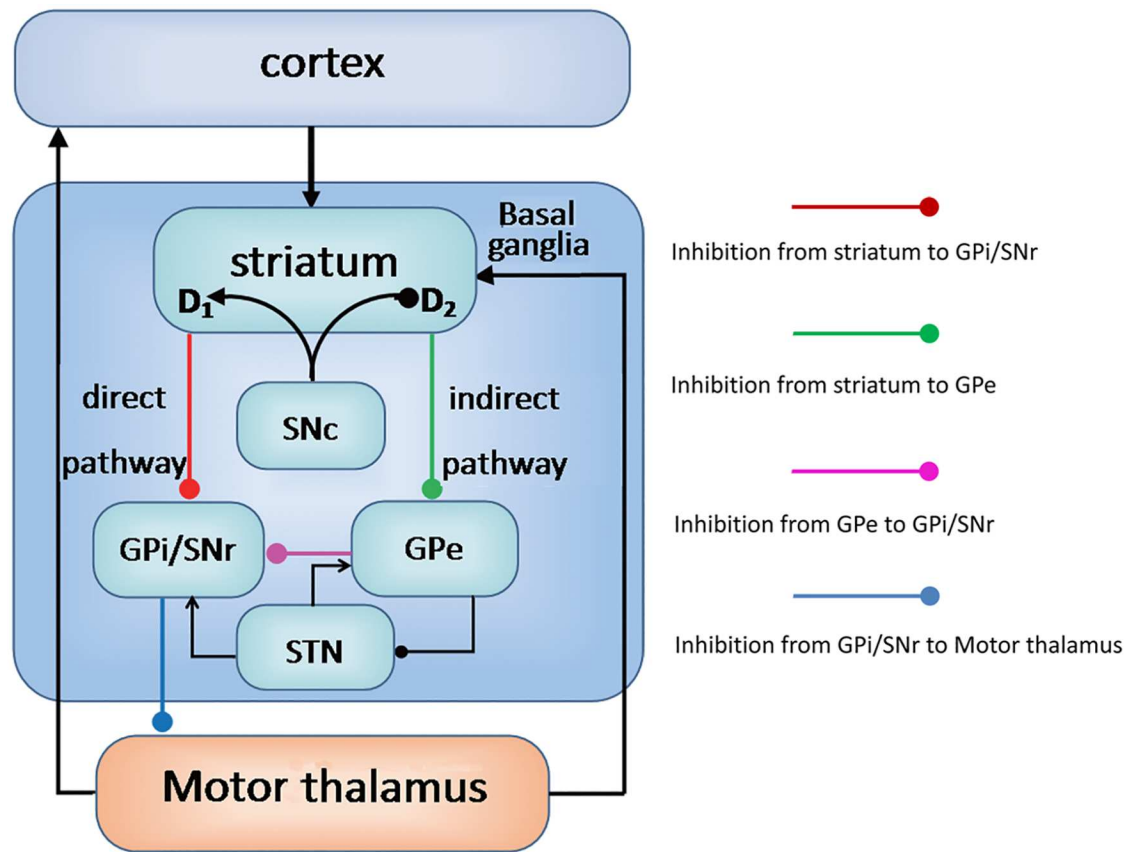 cortex
Basal
ganglia
striatum
D₁
D₂
direct
pathway
SNc
indirect
pathway
GPi/SNr
GPe
STN
Motor thalamus
Inhibition from striatum to GPi/SNr
Inhibition from striatum to GPe
Inhibition from GPe to GPi/SNr
Inhibition from GPi/SNr to Motor thalamus